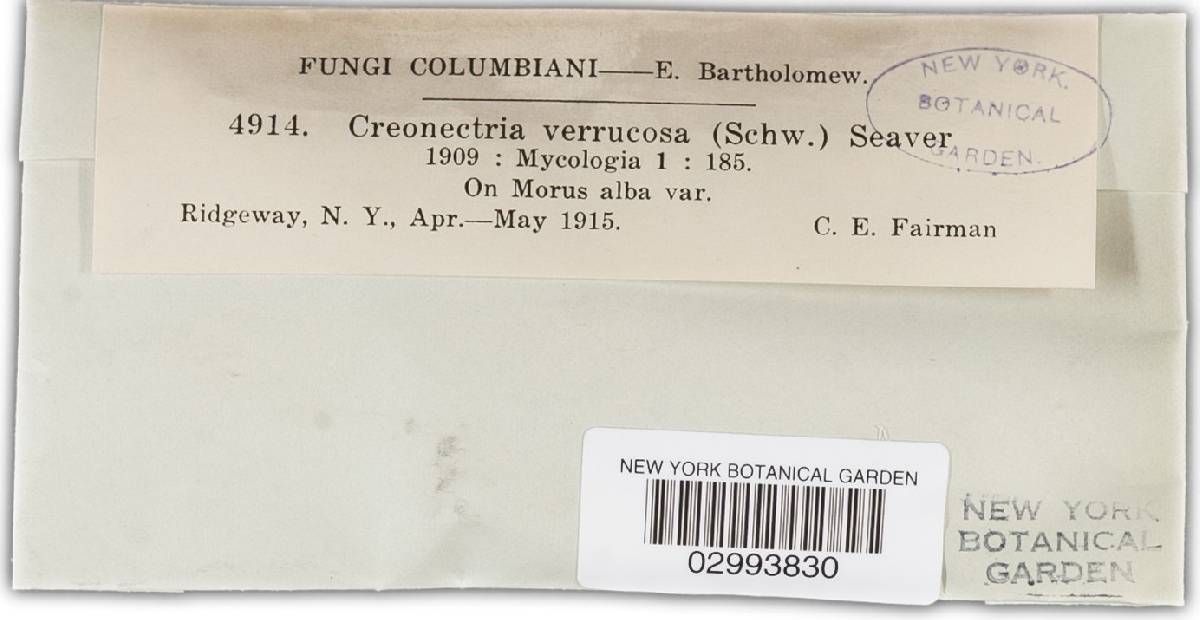 FUNGI COLUMBIANI——E. Bartholomew.
NEW YORK
BOTANICAL
GARDEN.
4914. Creonectria verrucosa (Schw.) Seaver
1909 : Mycologia 1 : 185.
On Morus alba var.
Ridgeway, N. Y., Apr.—May 1915. C. E. Fairman
NEW YORK BOTANICAL GARDEN
02993830
NEW YORK
BOTANICAL
GARDEN